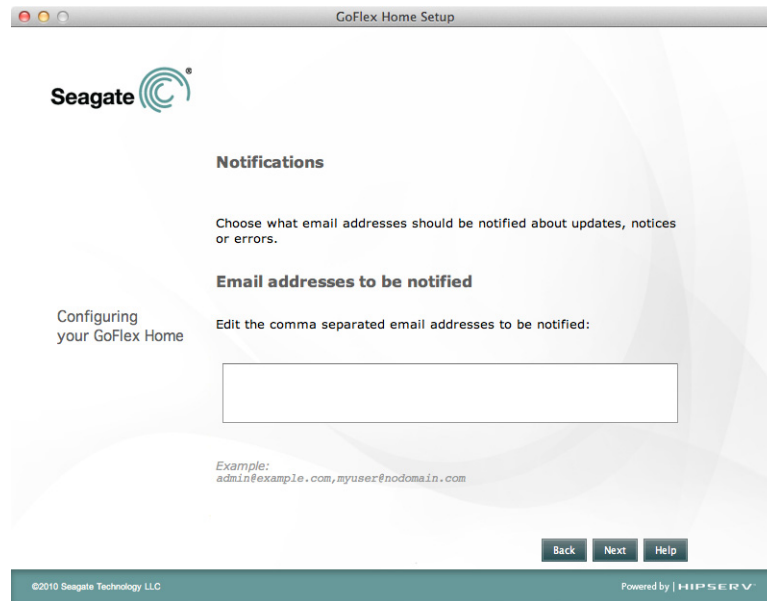 GoFlex Home Setup
Seagate®
Notifications
Choose what email addresses should be notified about updates, notices
or errors.
Email addresses to be notified
Configuring
your GoFlex Home
Edit the comma separated email addresses to be notified:
Example:
admin@example.com,myuser@nodomain.com
Back Next Help
©2010 Seagate Technology LLC
Powered by | HIPSERV